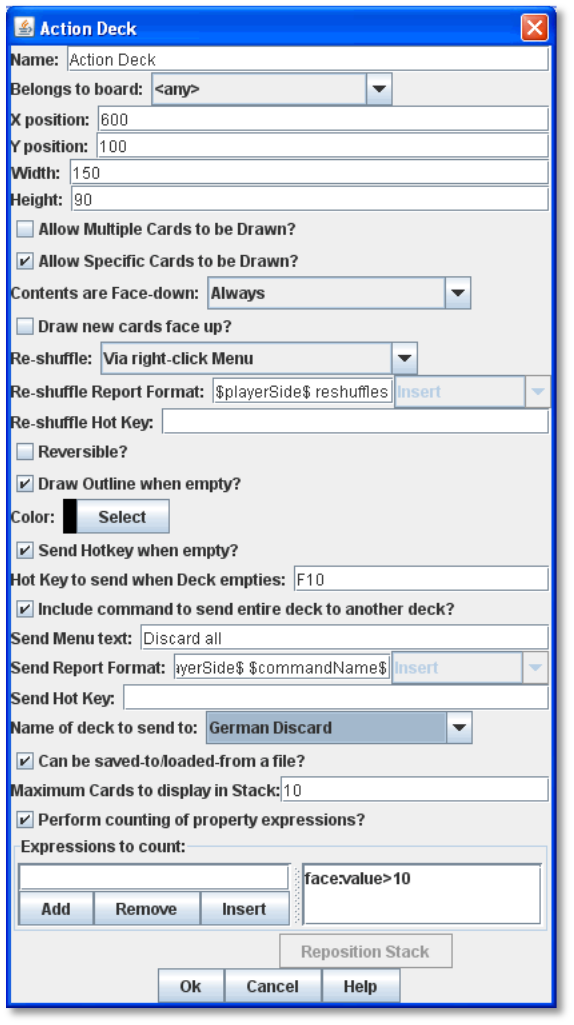 Action Deck
Name: Action Deck
Belongs to board: <any>
X position: 600
Y position: 100
Width: 150
Height: 90
Allow Multiple Cards to be Drawn?
Allow Specific Cards to be Drawn?
Contents are Face-down: Always
Draw new cards face up?
Re-shuffle: Via right-click Menu
Re-shuffle Report Format: $playerSide$ reshuffles Insert
Re-shuffle Hot Key:
Reversible?
Draw Outline when empty?
Color: Select
Send Hotkey when empty?
Hot Key to send when Deck empties: F10
Include command to send entire deck to another deck?
Send Menu text: Discard all
Send Report Format: ayerSide$ $commandName$ Insert
Send Hot Key:
Name of deck to send to: German Discard
Can be saved-to/loaded-from a file?
Maximum Cards to display in Stack: 10
Perform counting of property expressions?
Expressions to count:
face:value>10
Add Remove Insert
Reposition Stack
Ok Cancel Help